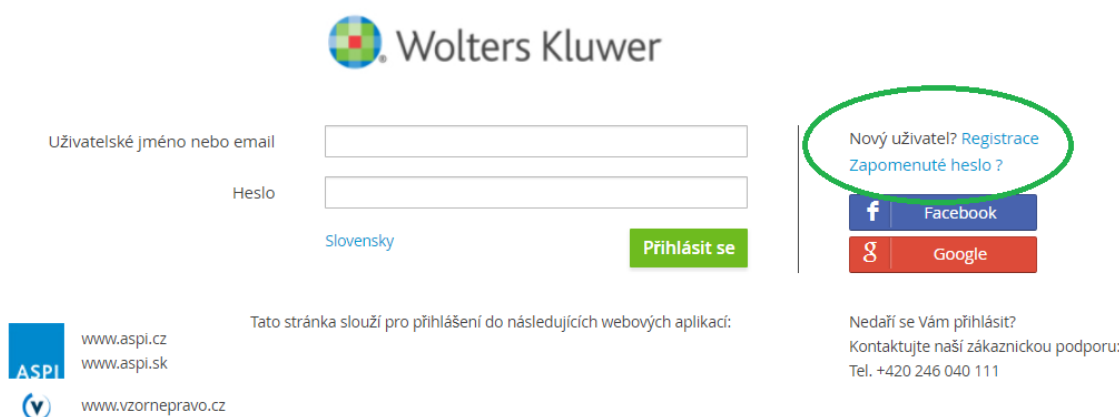 Wolters Kluwer
Uživatelské jméno nebo email
Heslo
Slovensky
Přihlásit se
Nový uživatel? Registrace
Zapomenuté heslo ?
f Facebook
g Google
Tato stránka slouží pro přihlášení do následujících webových aplikací:
ASPI
www.aspi.cz
www.aspi.sk
www.vzornepravo.cz
Nedaří se Vám přihlásit?
Kontaktujte naší zákaznickou podporu:
Tel. +420 246 040 111